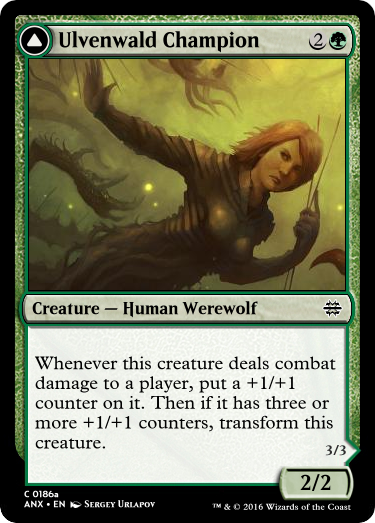 Ulvenwald Champion 2
Creature — Human Werewolf
Whenever this creature deals combat
damage to a player, put a +1/+1
counter on it. Then if it has three or
more +1/+1 counters, transform this
creature.
3/3
2/2
C 0186a
ANX • EN Sergey Urlapov
™ & © 2016 Wizards of the Coast